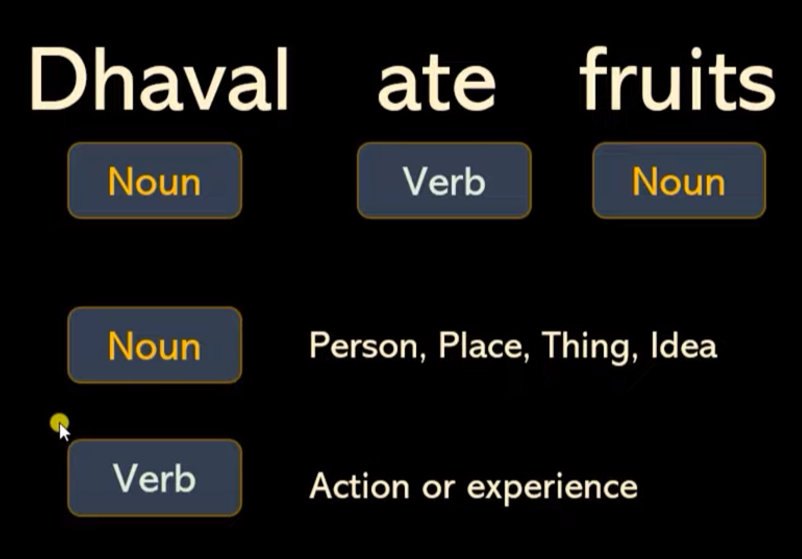 Dhaval ate fruits
Noun Verb Noun
Noun Person, Place, Thing, Idea
Verb Action or experience